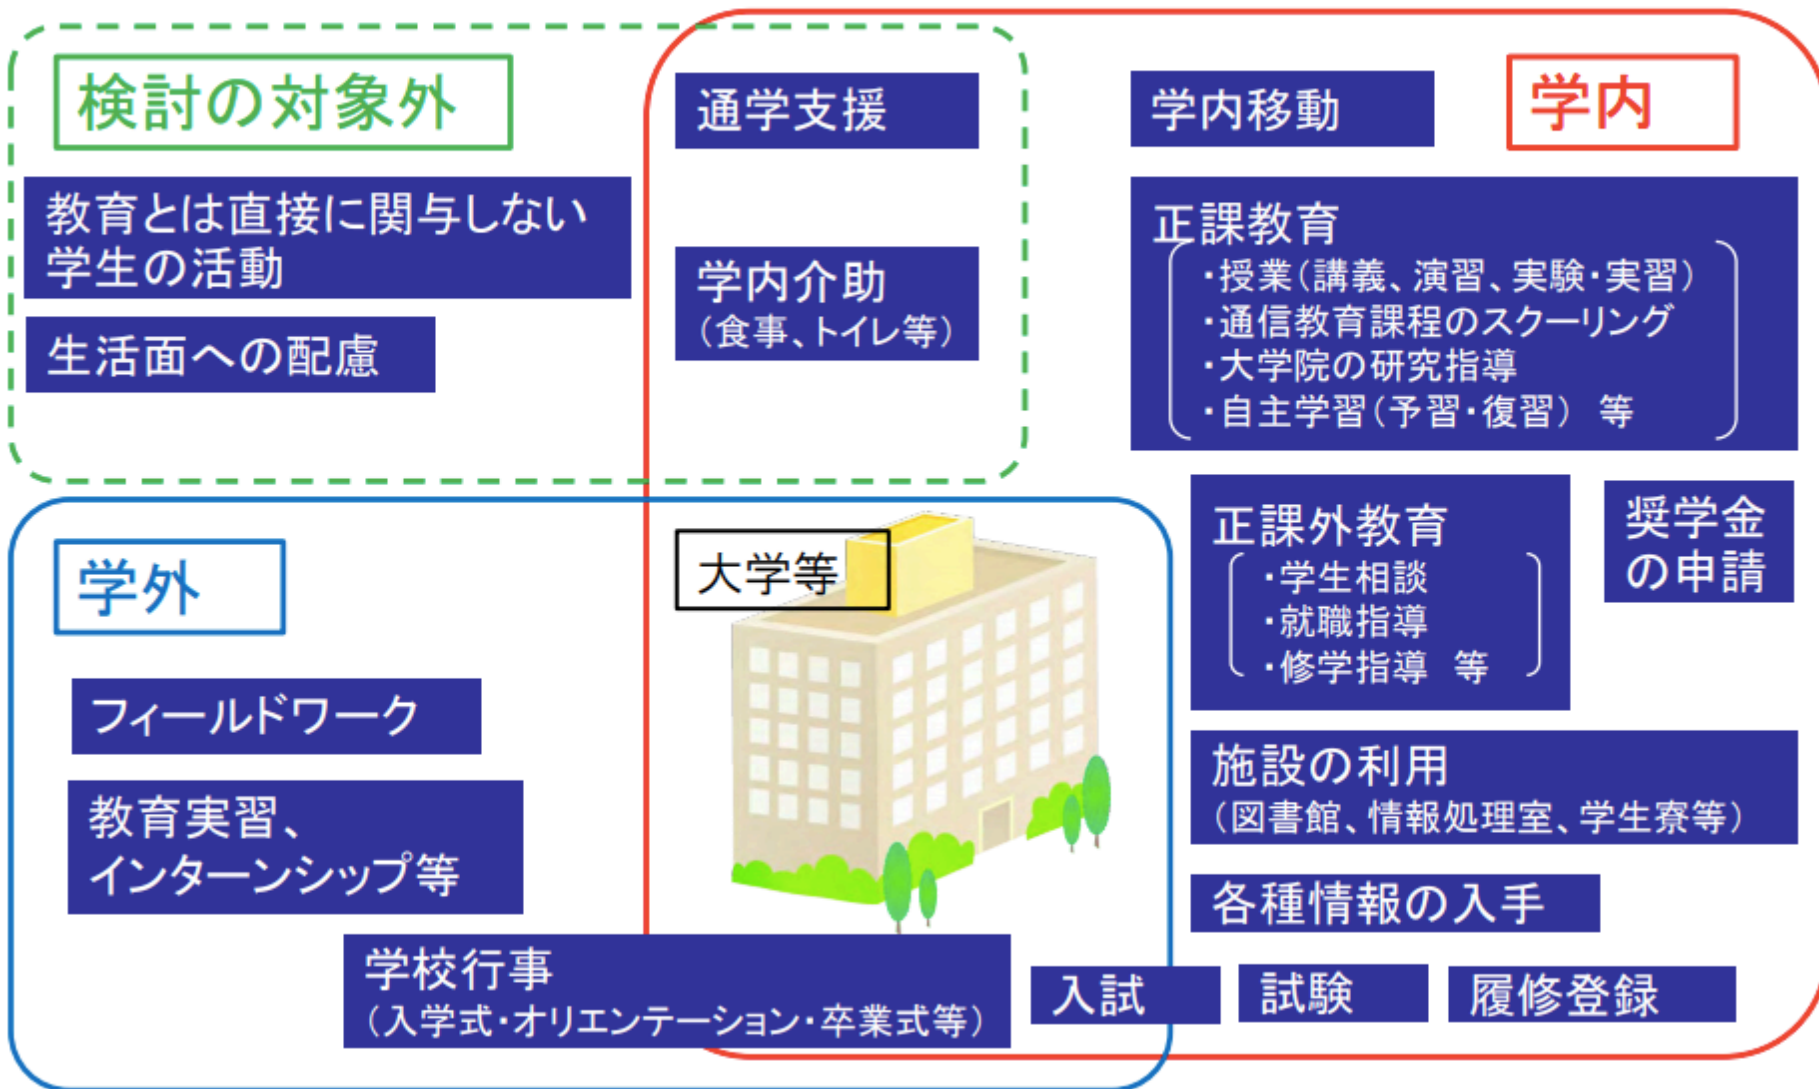 検討の対象外
教育とは直接に関与しない
学生の活動
生活面への配慮
通学支援
学内介助
（食事、トイレ等）
学内移動
学内
正課教育
・授業（講義、演習、実験・実習）
・通信教育課程のスクーリング
・大学院の研究指導
・自主学習（予習・復習） 等
正課外教育
・学生相談
・就職指導
・修学指導 等
奨学金
の申請
学外
大学等
フィールドワーク
教育実習、
インターンシップ等
施設の利用
（図書館、情報処理室、学生寮等）
各種情報の入手
学校行事
（入学式・オリエンテーション・卒業式等）
入試
試験
履修登録